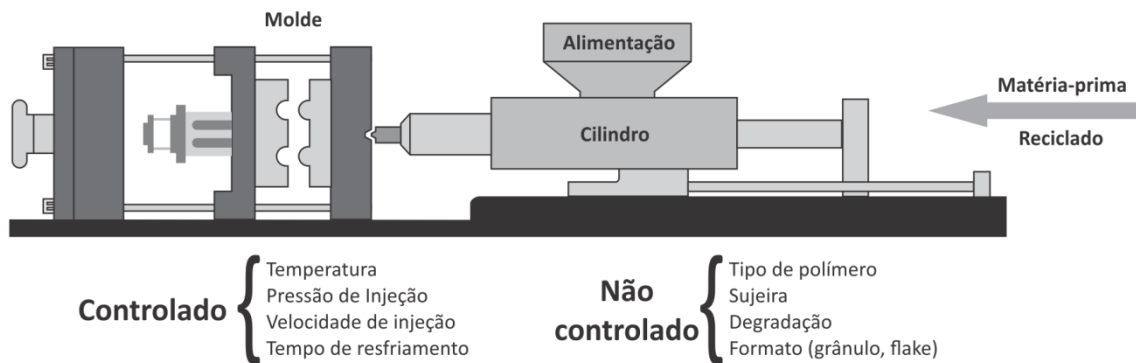 Molde
Alimentação
Cilindro
Matéria-prima
Reciclado
Controlado
Temperatura
Pressão de Injeção
Velocidade de injeção
Tempo de resfriamento
Não
controlado
Tipo de polímero
Sujeira
Degradação
Formato (grânulo, flake)